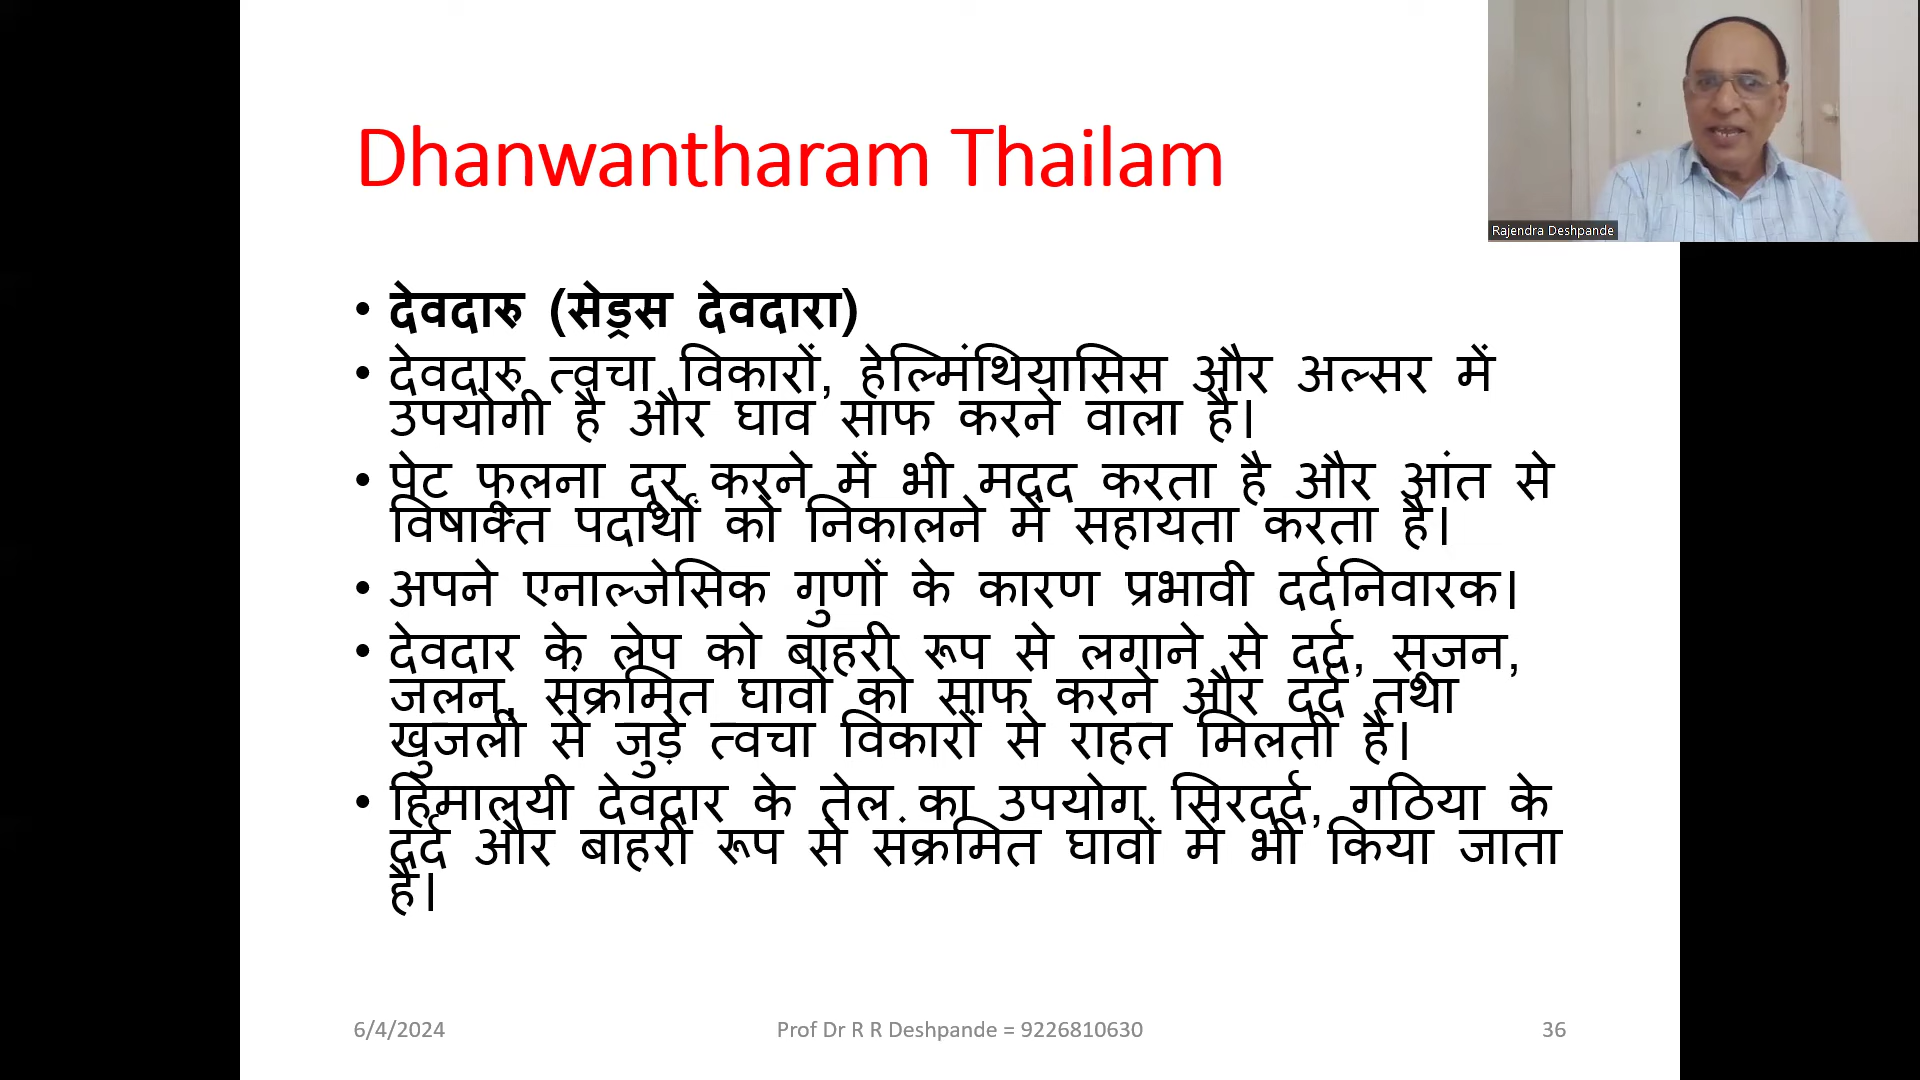 Dhanwantharam Thailam
Rajendra Deshpande
• देवदारु (सेड्रस देवदारा)
• देवदारु त्वचा विकारों, हेल्मिंथियासिस और अल्सर में
उपयोगी है और घाव साफ करने वाला है।
• पेट फूलना दूर करने में भी मदद करता है और आंत से
विषाक्त पदार्थों को निकालने में सहायता करता है।
• अपने एनाल्जेसिक गुणों के कारण प्रभावी दर्दनिवारक।
• देवदार के लेप को बाहरी रूप से लगाने से दर्द, सूजन,
जलन, संक्रमित घावों को साफ करने और दर्द तथा
खुजली से जुड़े त्वचा विकारों से राहत मिलती है।
• हिमालयी देवदार के तेल का उपयोग सिरदर्द, गठिया के
दर्द और बाहरी रूप से संक्रमित घावों में भी किया जाता
है।
6/4/2024
Prof Dr R R Deshpande = 9226810630
36